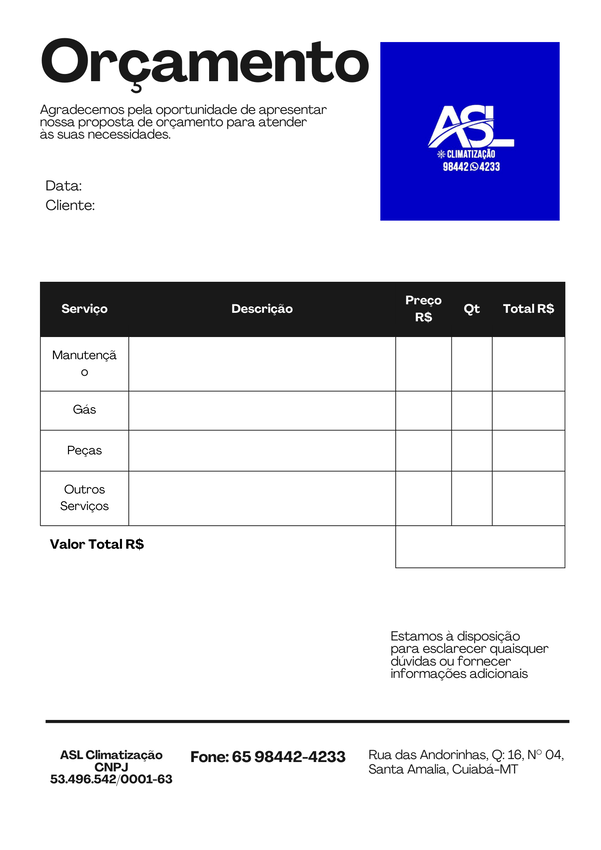 Orçamento
Agradecemos pela oportunidade de apresentar
nossa proposta de orçamento para atender
às suas necessidades.
ASL
CLIMATIZAÇÃO
98442 4233
Data:
Cliente:
Serviço Descrição Preço R$ Qt Total R$
Manutençã
o
Gás
Peças
Outros
Serviços
Valor Total R$
Estamos à disposição
para esclarecer quaisquer
dúvidas ou fornecer
informações adicionais
ASL Climatização
CNPJ
53.496.542/0001-63
Fone: 65 98442-4233
Rua das Andorinhas, Q: 16, Nº 04,
Santa Amalia, Cuiabá-MT